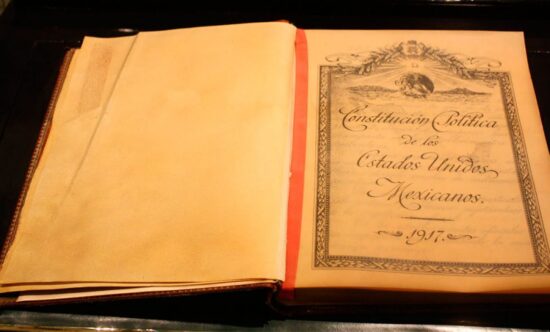 Constitución Política
de los
Estados Unidos
Mexicanos.
1917.